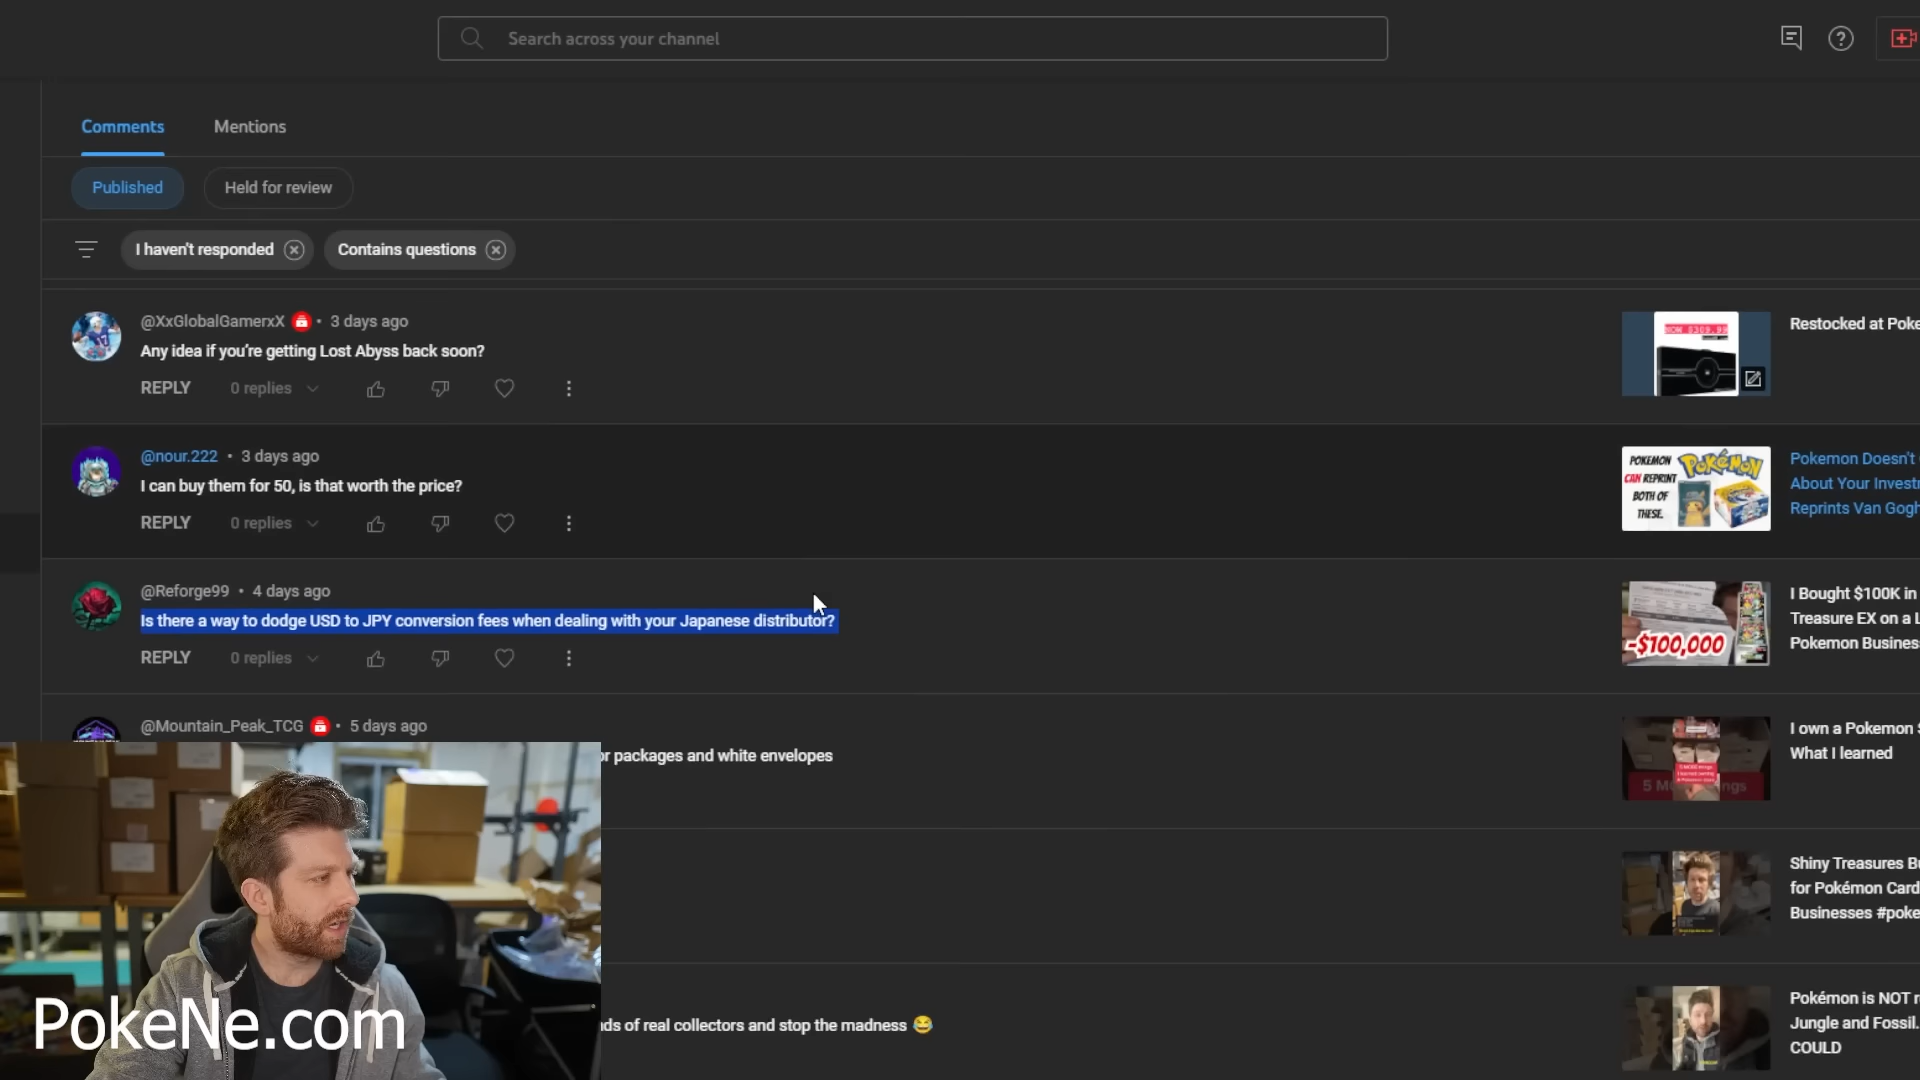 Search across your channel
Comments
Mentions
Published
Held for review
I haven't responded
Contains questions
@XxGlobalGamerxX • 3 days ago
Any idea if you're getting Lost Abyss back soon?
REPLY
0 replies
NOW $309.99
Restocked at Poke
@nour.222 • 3 days ago
I can buy them for 50, is that worth the price?
REPLY
0 replies
POKEMON
CAN REPRINT
BOTH OF
THESE.
POKéMON
Pokemon Doesn't
About Your Invest
Reprints Van Gogh
@Reforge99 • 4 days ago
Is there a way to dodge USD to JPY conversion fees when dealing with your Japanese distributor?
REPLY
0 replies
-$100,000
I Bought $100K in
Treasure EX on a L
Pokemon Business
@Mountain_Peak_TCG • 5 days ago
or packages and white envelopes
I own a Pokemon S
What I learned
Shiny Treasures B
for Pokémon Card
Businesses #poke
ds of real collectors and stop the madness 😂
Pokémon is NOT r
Jungle and Fossil.
COULD
PokeNe.com